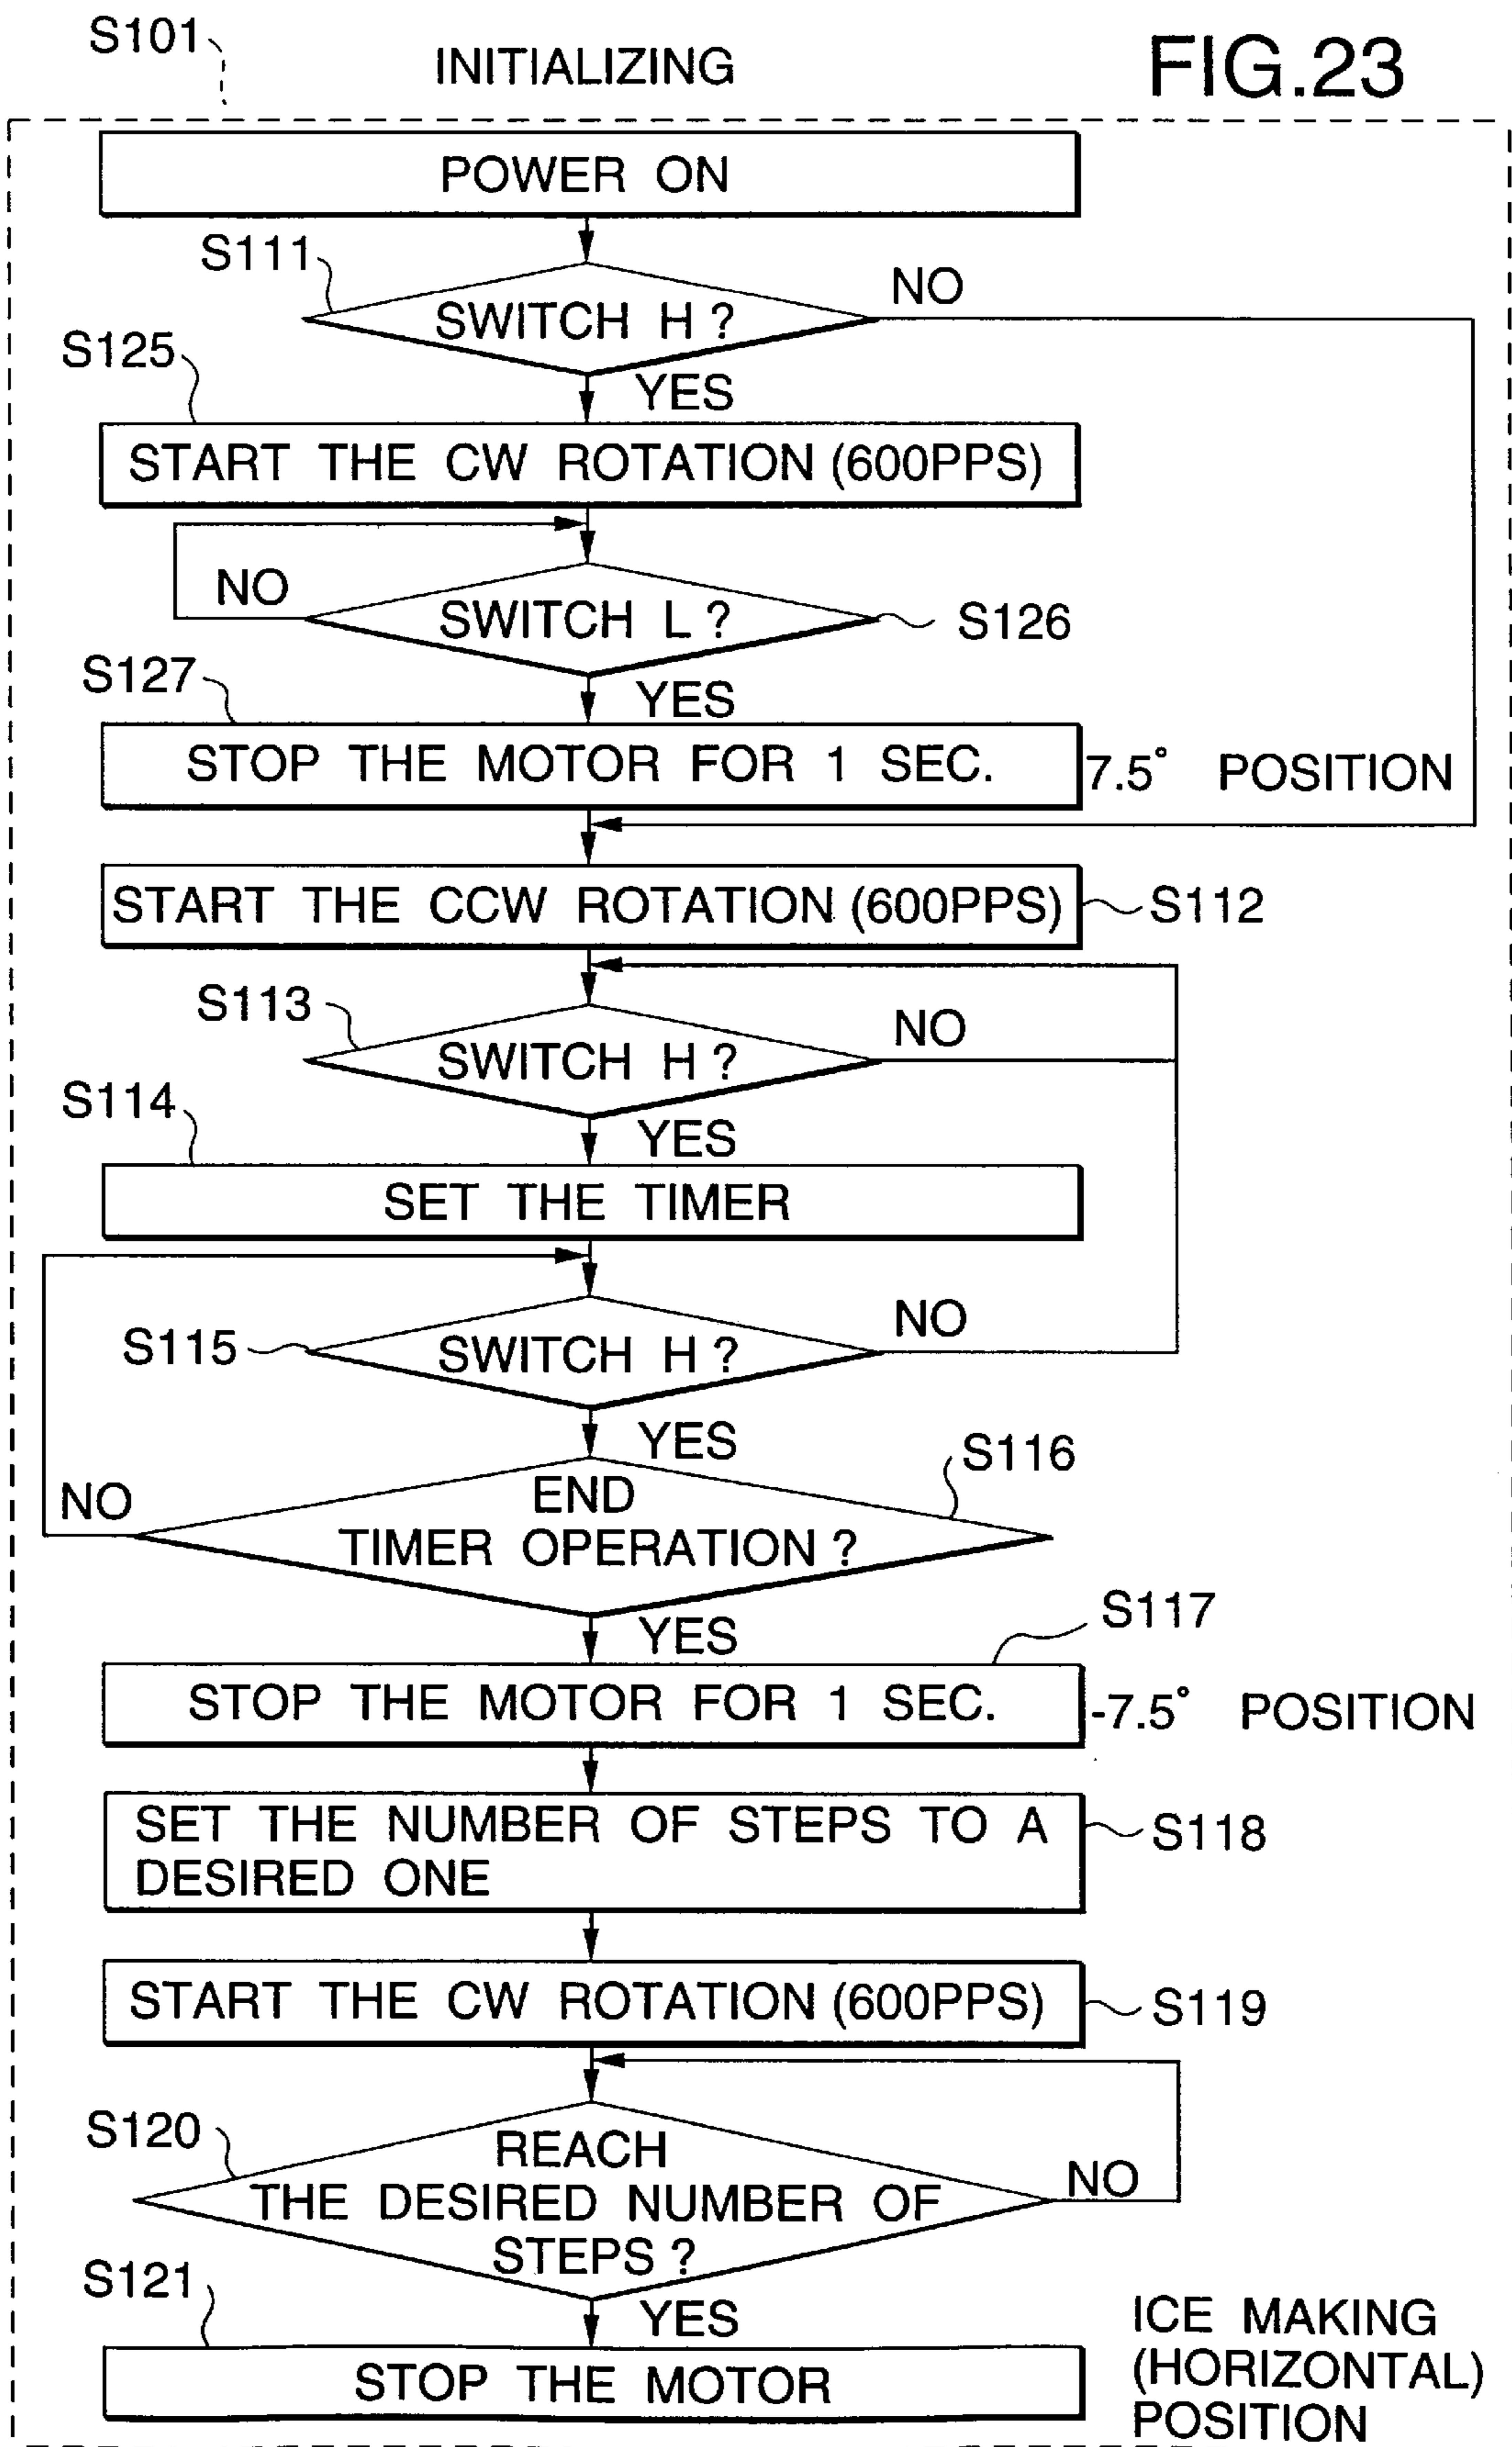 S101
INITIALIZING
FIG.23
POWER ON
S111
SWITCH H ?
NO
YES
S125
START THE CW ROTATION (600PPS)
NO
SWITCH L ?
S126
YES
S127
STOP THE MOTOR FOR 1 SEC.
7.5° POSITION
START THE CCW ROTATION (600PPS)
S112
S113
SWITCH H ?
NO
YES
S114
SET THE TIMER
S115
SWITCH H ?
NO
YES
S116
NO
END
TIMER OPERATION ?
YES
S117
STOP THE MOTOR FOR 1 SEC.
-7.5° POSITION
SET THE NUMBER OF STEPS TO A
DESIRED ONE
S118
START THE CW ROTATION (600PPS)
S119
S120
REACH
THE DESIRED NUMBER OF
STEPS ?
NO
YES
S121
STOP THE MOTOR
ICE MAKING
(HORIZONTAL)
POSITION